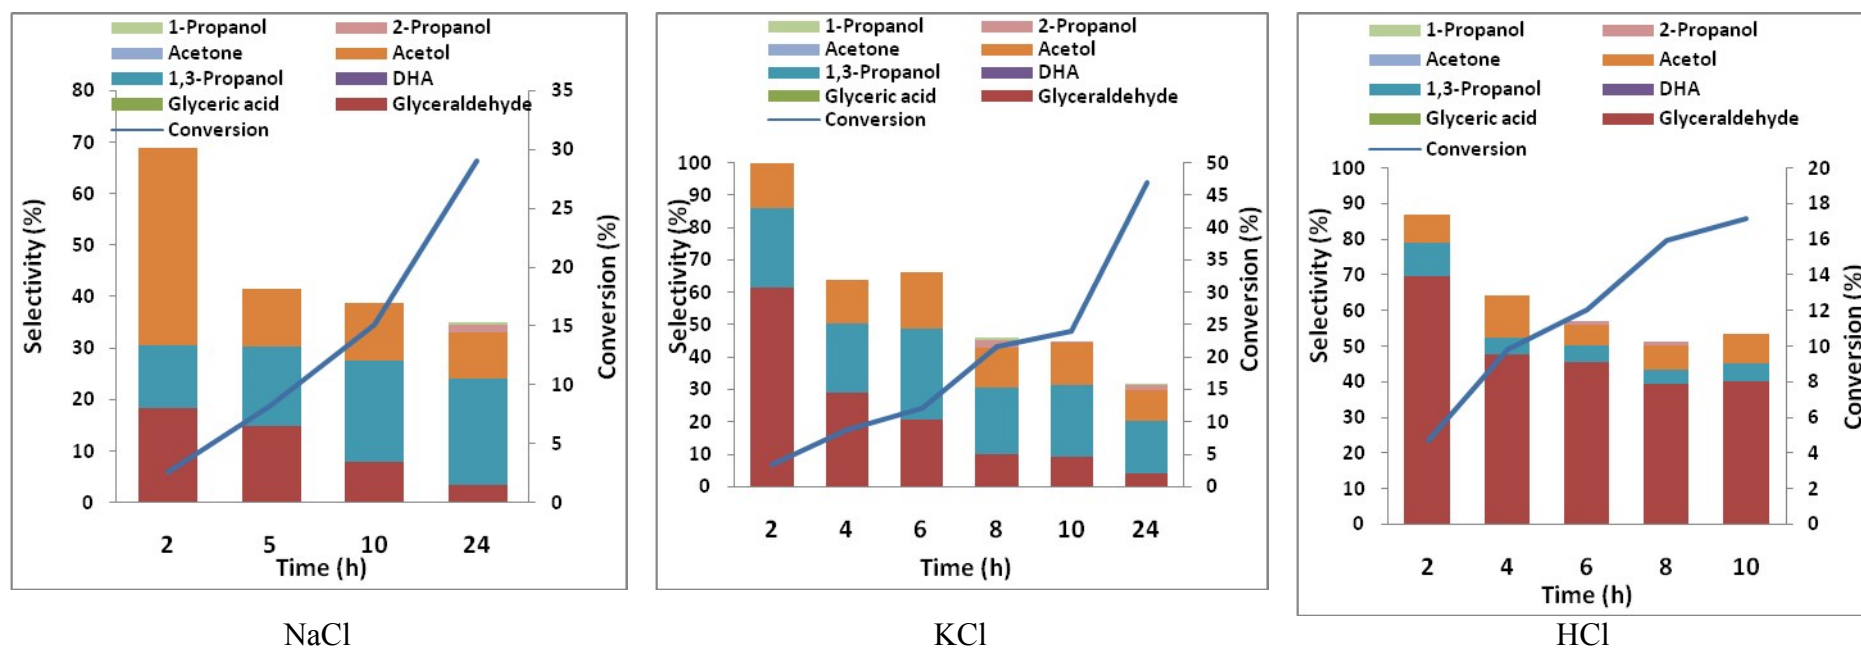 1-Propanol 2-Propanol
Acetone Acetol
1,3-Propanol DHA
Glyceric acid Glyceraldehyde
Conversion
Selectivity (%)
80
70
60
50
40
30
20
10
0
35
30
25
20
15
10
5
0
Conversion (%)
2 5 10 24
Time (h)
NaCl
1-Propanol 2-Propanol
Acetone Acetol
1,3-Propanol DHA
Glyceric acid Glyceraldehyde
Conversion
Selectivity (%)
100
90
80
70
60
50
40
30
20
10
0
50
45
40
35
30
25
20
15
10
5
0
Conversion (%)
2 4 6 8 10 24
Time (h)
KCl
1-Propanol 2-Propanol
Acetone Acetol
1,3-Propanol DHA
Glyceric acid Glyceraldehyde
Conversion
Selectivity (%)
100
90
80
70
60
50
40
30
20
10
0
20
18
16
14
12
10
8
6
4
2
0
Conversion (%)
2 4 6 8 10
Time (h)
HCl